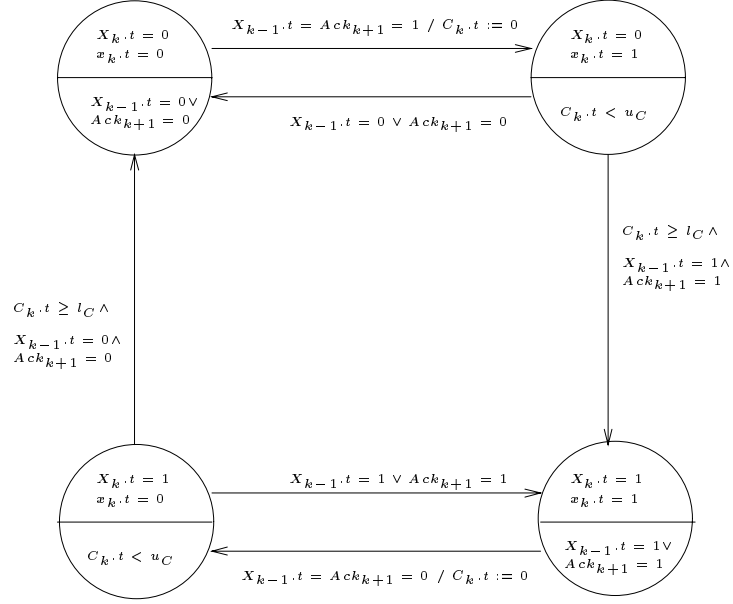 X_k.t = 0
x_k.t = 0
X_{k-1}.t = 0∨
Ack_{k+1} = 0
X_{k-1}.t = Ack_{k+1} = 1 / C_k.t := 0
X_{k-1}.t = 0 ∨ Ack_{k+1} = 0
X_k.t = 0
x_k.t = 1
C_k.t < u_C
C_k.t ≥ l_C ∧
X_{k-1}.t = 1∧
Ack_{k+1} = 1
C_k.t ≥ l_C ∧
X_{k-1}.t = 0∧
Ack_{k+1} = 0
X_k.t = 1
x_k.t = 0
C_k.t < u_C
X_{k-1}.t = 1 ∨ Ack_{k+1} = 1
X_{k-1}.t = Ack_{k+1} = 0 / C_k.t := 0
X_k.t = 1
x_k.t = 1
X_{k-1}.t = 1∨
Ack_{k+1} = 1